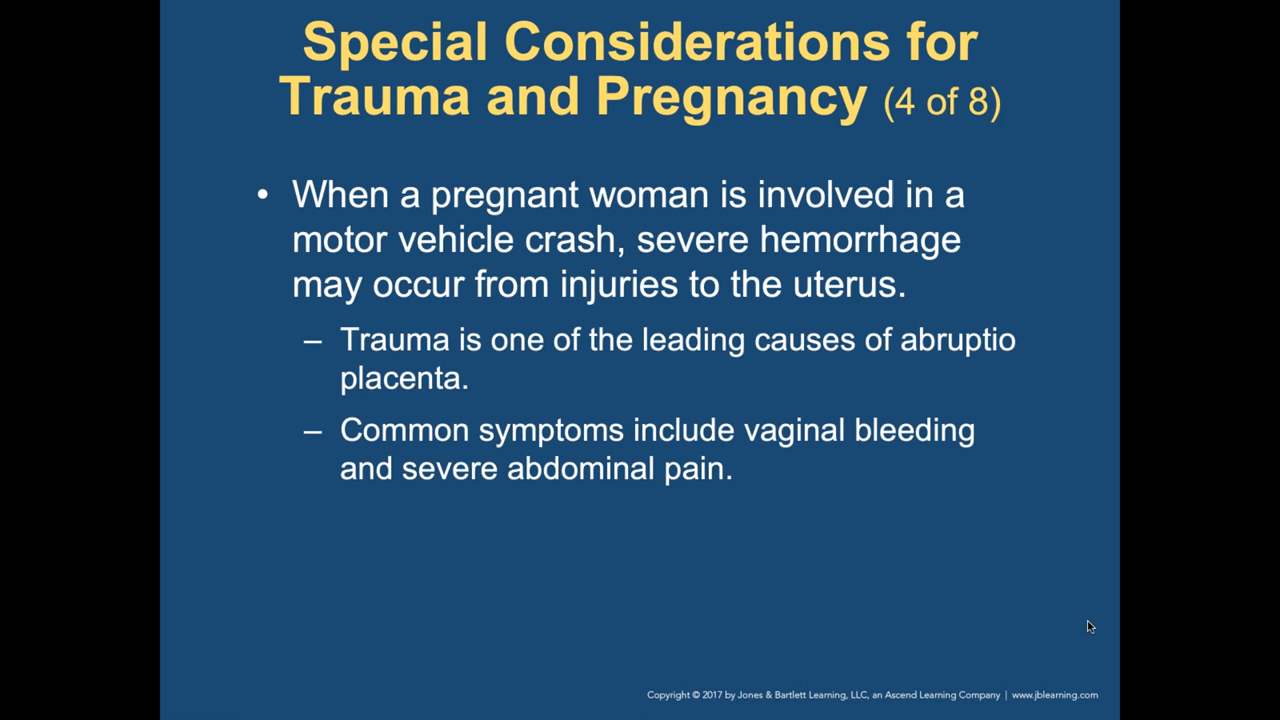 Special Considerations for
Trauma and Pregnancy (4 of 8)
• When a pregnant woman is involved in a
motor vehicle crash, severe hemorrhage
may occur from injuries to the uterus.
– Trauma is one of the leading causes of abruptio
placenta.
– Common symptoms include vaginal bleeding
and severe abdominal pain.
Copyright © 2017 by Jones & Bartlett Learning, LLC, an Ascend Learning Company | www.jblearning.com